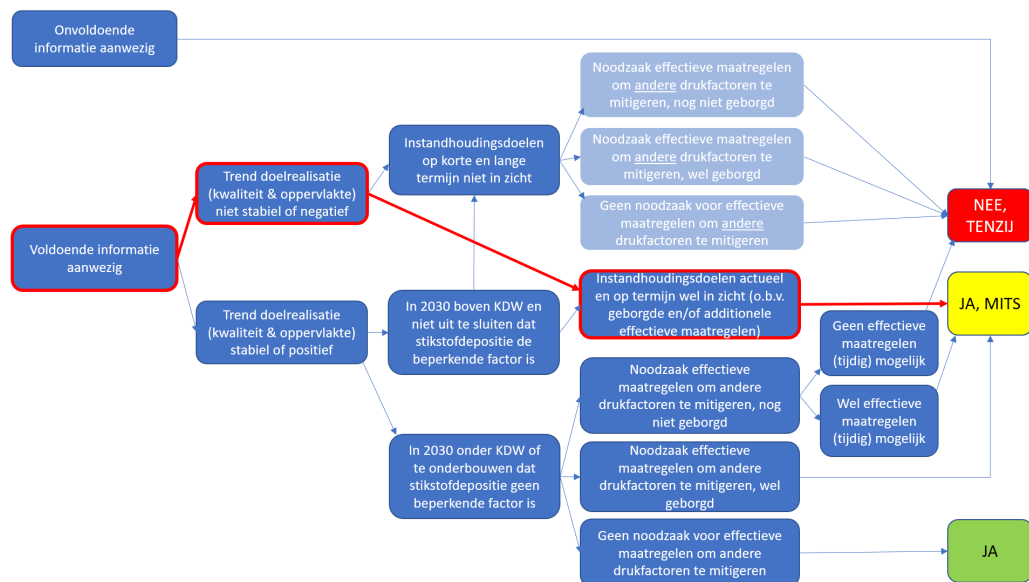 Onvoldoende
informatie aanwezig
Noodzaak effectieve maatregelen
om andere drukfactoren te
mitigeren, nog niet geborgd
Instandhoudingsdoelen
op korte en lange
termijn niet in zicht
Noodzaak effectieve maatregelen
om andere drukfactoren te
mitigeren, wel geborgd
Trend doelrealisatie
(kwaliteit & oppervlakte)
niet stabiel of negatief
Geen noodzaak voor effectieve
maatregelen om andere
drukfactoren te mitigeren
NEE,
TENZIJ
Voldoende informatie
aanwezig
Instandhoudingsdoelen actueel
en op termijn wel in zicht (o.b.v.
geborgde en/of additionele
effectieve maatregelen)
JA, MITS
Trend doelrealisatie
(kwaliteit & oppervlakte)
stabiel of positief
In 2030 boven KDW en
niet uit te sluiten dat
stikstofdepositie de
beperkende factor is
Geen effectieve
maatregelen
(tijdig) mogelijk
Noodzaak effectieve
maatregelen om andere
drukfactoren te mitigeren, nog
niet geborgd
Wel effectieve
maatregelen
(tijdig) mogelijk
In 2030 onder KDW of
te onderbouwen dat
stikstofdepositie geen
beperkende factor is
Noodzaak effectieve
maatregelen om andere
drukfactoren te mitigeren, wel
geborgd
Geen noodzaak voor effectieve
maatregelen om andere
drukfactoren te mitigeren
JA